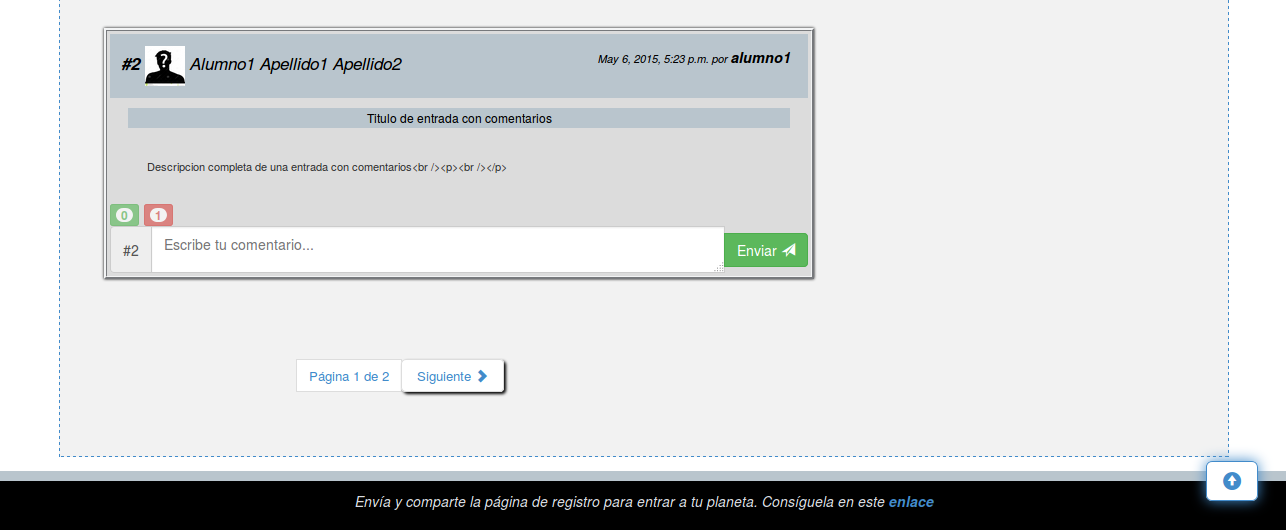 #2 Alumno1 Apellido1 Apellido2 May 6, 2015, 5:23 p.m. por alumno1
Titulo de entrada con comentarios
Descripcion completa de una entrada con comentarios<br /><p><br /></p>
0 1
#2 Escribe tu comentario... Enviar
Página 1 de 2 Siguiente
Envía y comparte la página de registro para entrar a tu planeta. Consíguela en este enlace